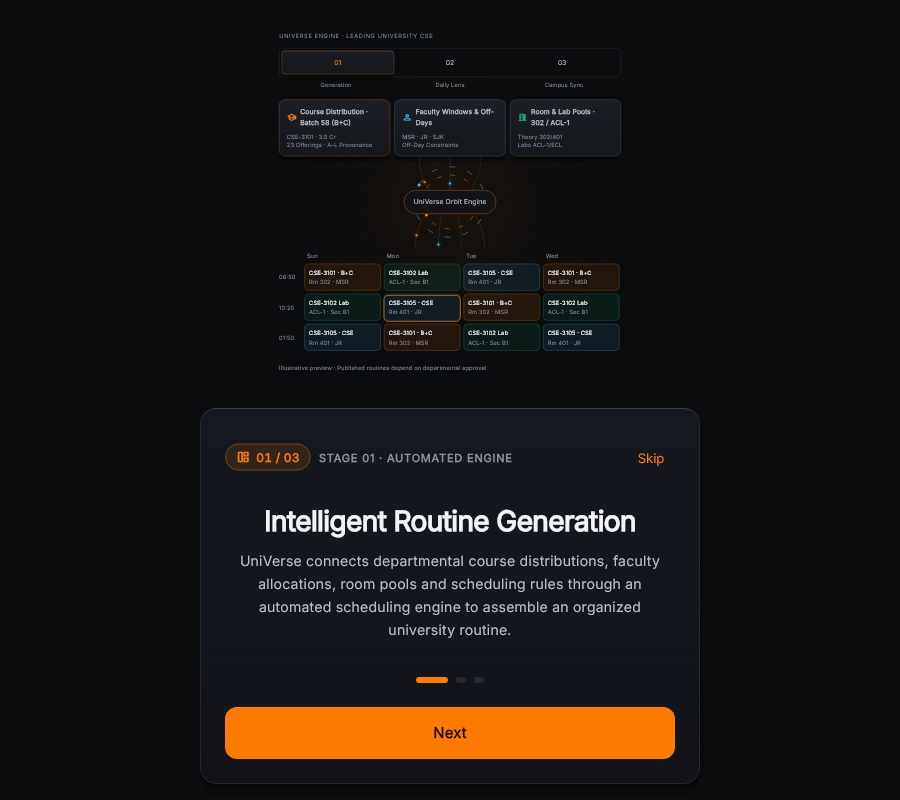 UNIVERSE ENGINE · LEADING UNIVERSITY CSE
01 02 03
Generation Daily Lens Campus Sync
Course Distribution · Batch 58 (B+C)
CSE-3101 · 3.0 Cr
23 Offerings · A–L Provenance
Faculty Windows & Off-Days
MSR · JR · SJK
Off-Day Constraints
Room & Lab Pools · 302 / ACL-1
Theory 302/401
Labs ACL-1/ECL
UniVerse Orbit Engine
Sun Mon Tue Wed
08:50
CSE-3101 · B+C
Rm 302 · MSR
CSE-3102 Lab
ACL-1 · Sec B1
CSE-3105 · CSE
Rm 401 · JR
CSE-3101 · B+C
Rm 302 · MSR
10:20
CSE-3102 Lab
ACL-1 · Sec B1
CSE-3105 · CSE
Rm 401 · JR
CSE-3101 · B+C
Rm 302 · MSR
CSE-3102 Lab
ACL-1 · Sec B1
01:50
CSE-3105 · CSE
Rm 401 · JR
CSE-3101 · B+C
Rm 302 · MSR
CSE-3102 Lab
ACL-1 · Sec B1
CSE-3105 · CSE
Rm 401 · JR
Illustrative preview · Published routines depend on departmental approval
01 / 03 STAGE 01 · AUTOMATED ENGINE Skip
Intelligent Routine Generation
UniVerse connects departmental course distributions, faculty
allocations, room pools and scheduling rules through an
automated scheduling engine to assemble an organized
university routine.
Next